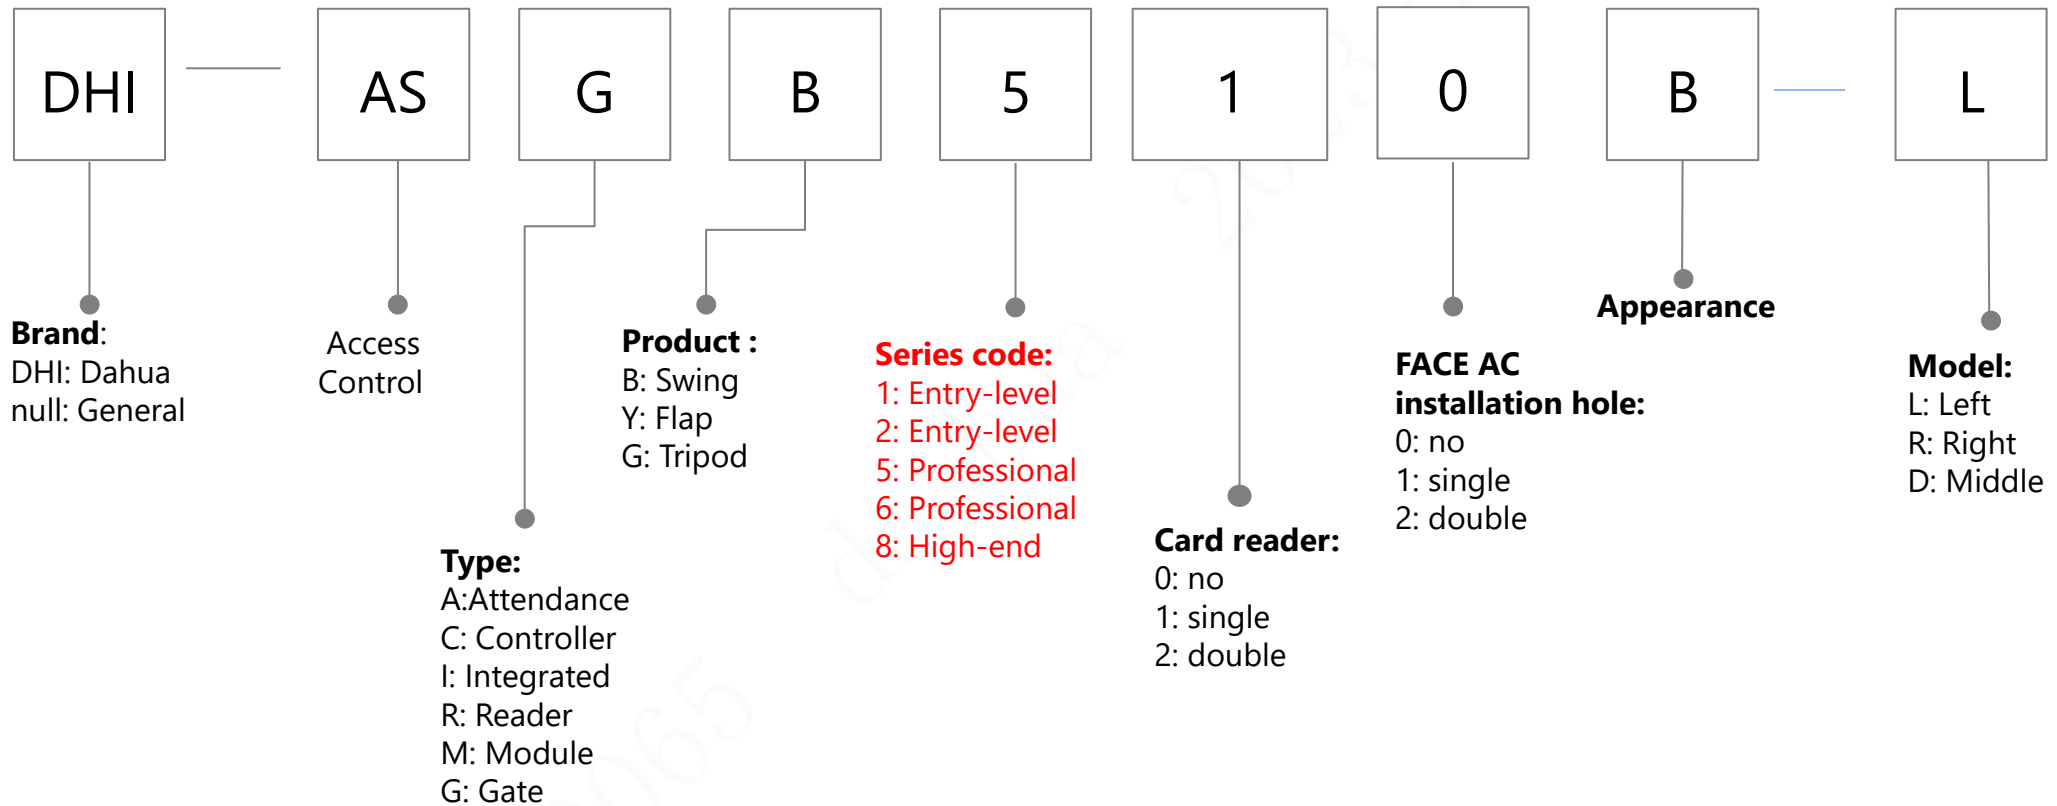 DHI AS G B 5 1 0 B L
Brand:
DHI: Dahua
null: General
Access
Control
Type:
A:Attendance
C: Controller
I: Integrated
R: Reader
M: Module
G: Gate
Product :
B: Swing
Y: Flap
G: Tripod
Series code:
1: Entry-level
2: Entry-level
5: Professional
6: Professional
8: High-end
Card reader:
0: no
1: single
2: double
FACE AC
installation hole:
0: no
1: single
2: double
Appearance
Model:
L: Left
R: Right
D: Middle